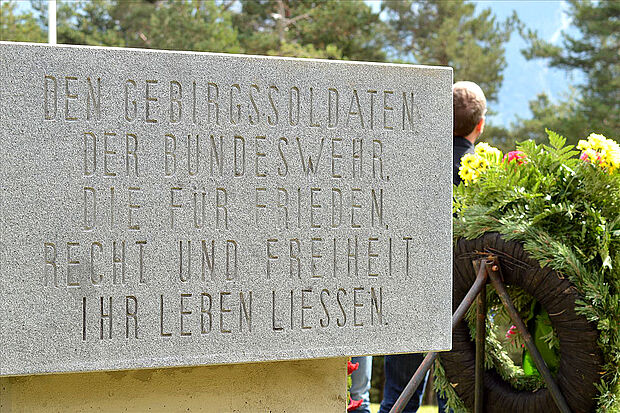 DEN GEBIRGSSOLDATEN
DER BUNDESWEHR,
DIE FÜR FRIEDEN,
RECHT UND FREIHEIT
IHR LEBEN LIESSEN.